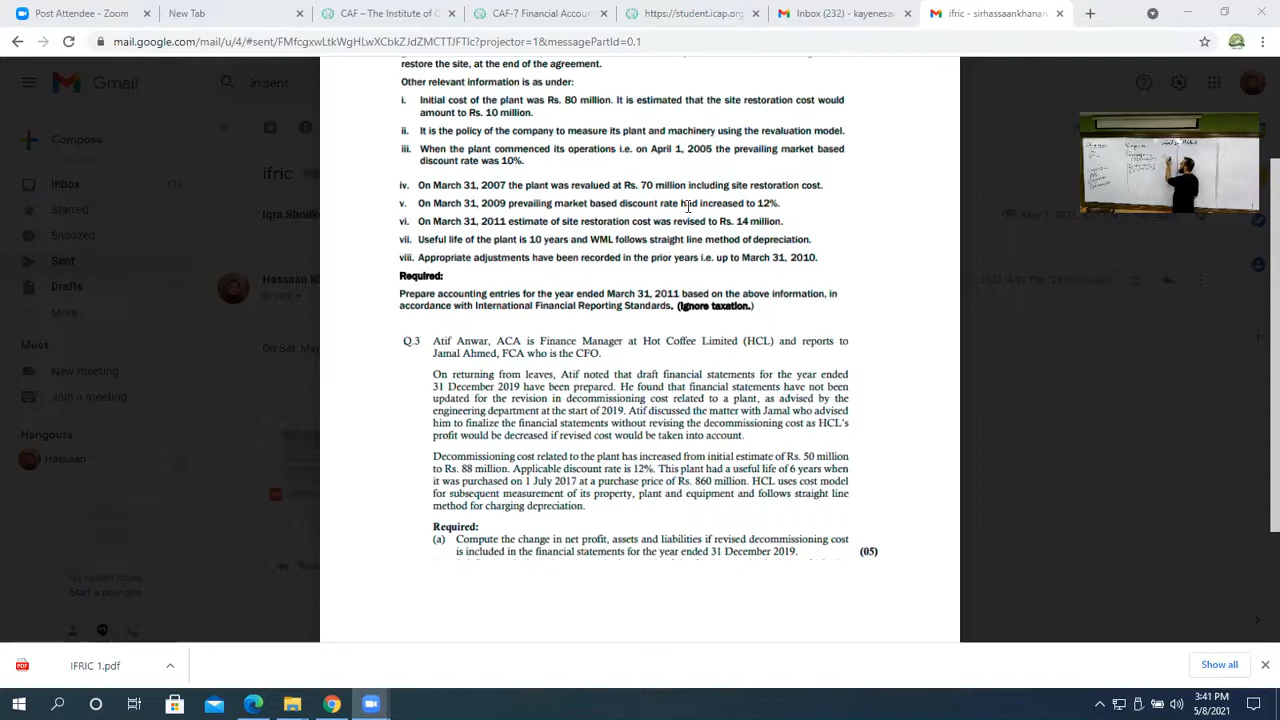 Post Attendee - Zoom
New Tab
CAF – The Institute of C
CAF-7 Financial Accou
https://student.icap.org.
Inbox (232) - kayenesa
ifric - sirhassaankhanar
mail.google.com/mail/u/4/#sent/FMfcgxwLtkWgHLwXCbkZJdZMCTTJFTlc?projector=1&messagePartId=0.1
Gmail
Compose
Inbox
Starred
Snoozed
Sent
Drafts
More
Meet
New meeting
Join a meeting
Hangouts
Hassaan
Start a new one
ifric
restore the site, at the end of the agreement.
Other relevant information is as under:
i. Initial cost of the plant was Rs. 80 million. It is estimated that the site restoration cost would
amount to Rs. 10 million.
ii. It is the policy of the company to measure its plant and machinery using the revaluation model.
iii. When the plant commenced its operations i.e. on April 1, 2005 the prevailing market based
discount rate was 10%.
iv. On March 31, 2007 the plant was revalued at Rs. 70 million including site restoration cost.
v. On March 31, 2009 prevailing market based discount rate had increased to 12%.
vi. On March 31, 2011 estimate of site restoration cost was revised to Rs. 14 million.
vii. Useful life of the plant is 10 years and WML follows straight line method of depreciation.
viii. Appropriate adjustments have been recorded in the prior years i.e. up to March 31, 2010.
Required:
Prepare accounting entries for the year ended March 31, 2011 based on the above information, in
accordance with International Financial Reporting Standards. (Ignore taxation.)
Q.3 Atif Anwar, ACA is Finance Manager at Hot Coffee Limited (HCL) and reports to
Jamal Ahmed, FCA who is the CFO.
On returning from leaves, Atif noted that draft financial statements for the year ended
31 December 2019 have been prepared. He found that financial statements have not been
updated for the revision in decommissioning cost related to a plant, as advised by the
engineering department at the start of 2019. Atif discussed the matter with Jamal who advised
him to finalize the financial statements without revising the decommissioning cost as HCL's
profit would be decreased if revised cost would be taken into account.
Decommissioning cost related to the plant has increased from initial estimate of Rs. 50 million
to Rs. 88 million. Applicable discount rate is 12%. This plant had a useful life of 6 years when
it was purchased on 1 July 2017 at a purchase price of Rs. 860 million. HCL uses cost model
for subsequent measurement of its property, plant and equipment and follows straight line
method for charging depreciation.
Required:
(a) Compute the change in net profit, assets and liabilities if revised decommissioning cost
is included in the financial statements for the year ended 31 December 2019. (05)
IFRIC 1.pdf
Show all
3:41 PM
5/8/2021